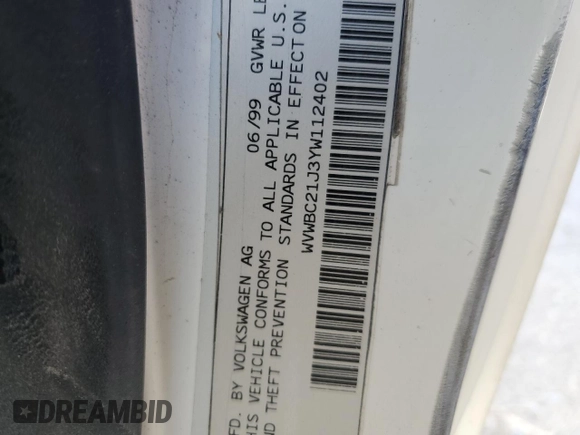 FD. BY VOLKSWAGEN AG 06/99 GVWR
HIS VEHICLE CONFORMS TO ALL APPLICABLE U.S.
ND THEFT PREVENTION STANDARDS IN EFFECT ON
WVWBC21J3YW112402
DREAMBID